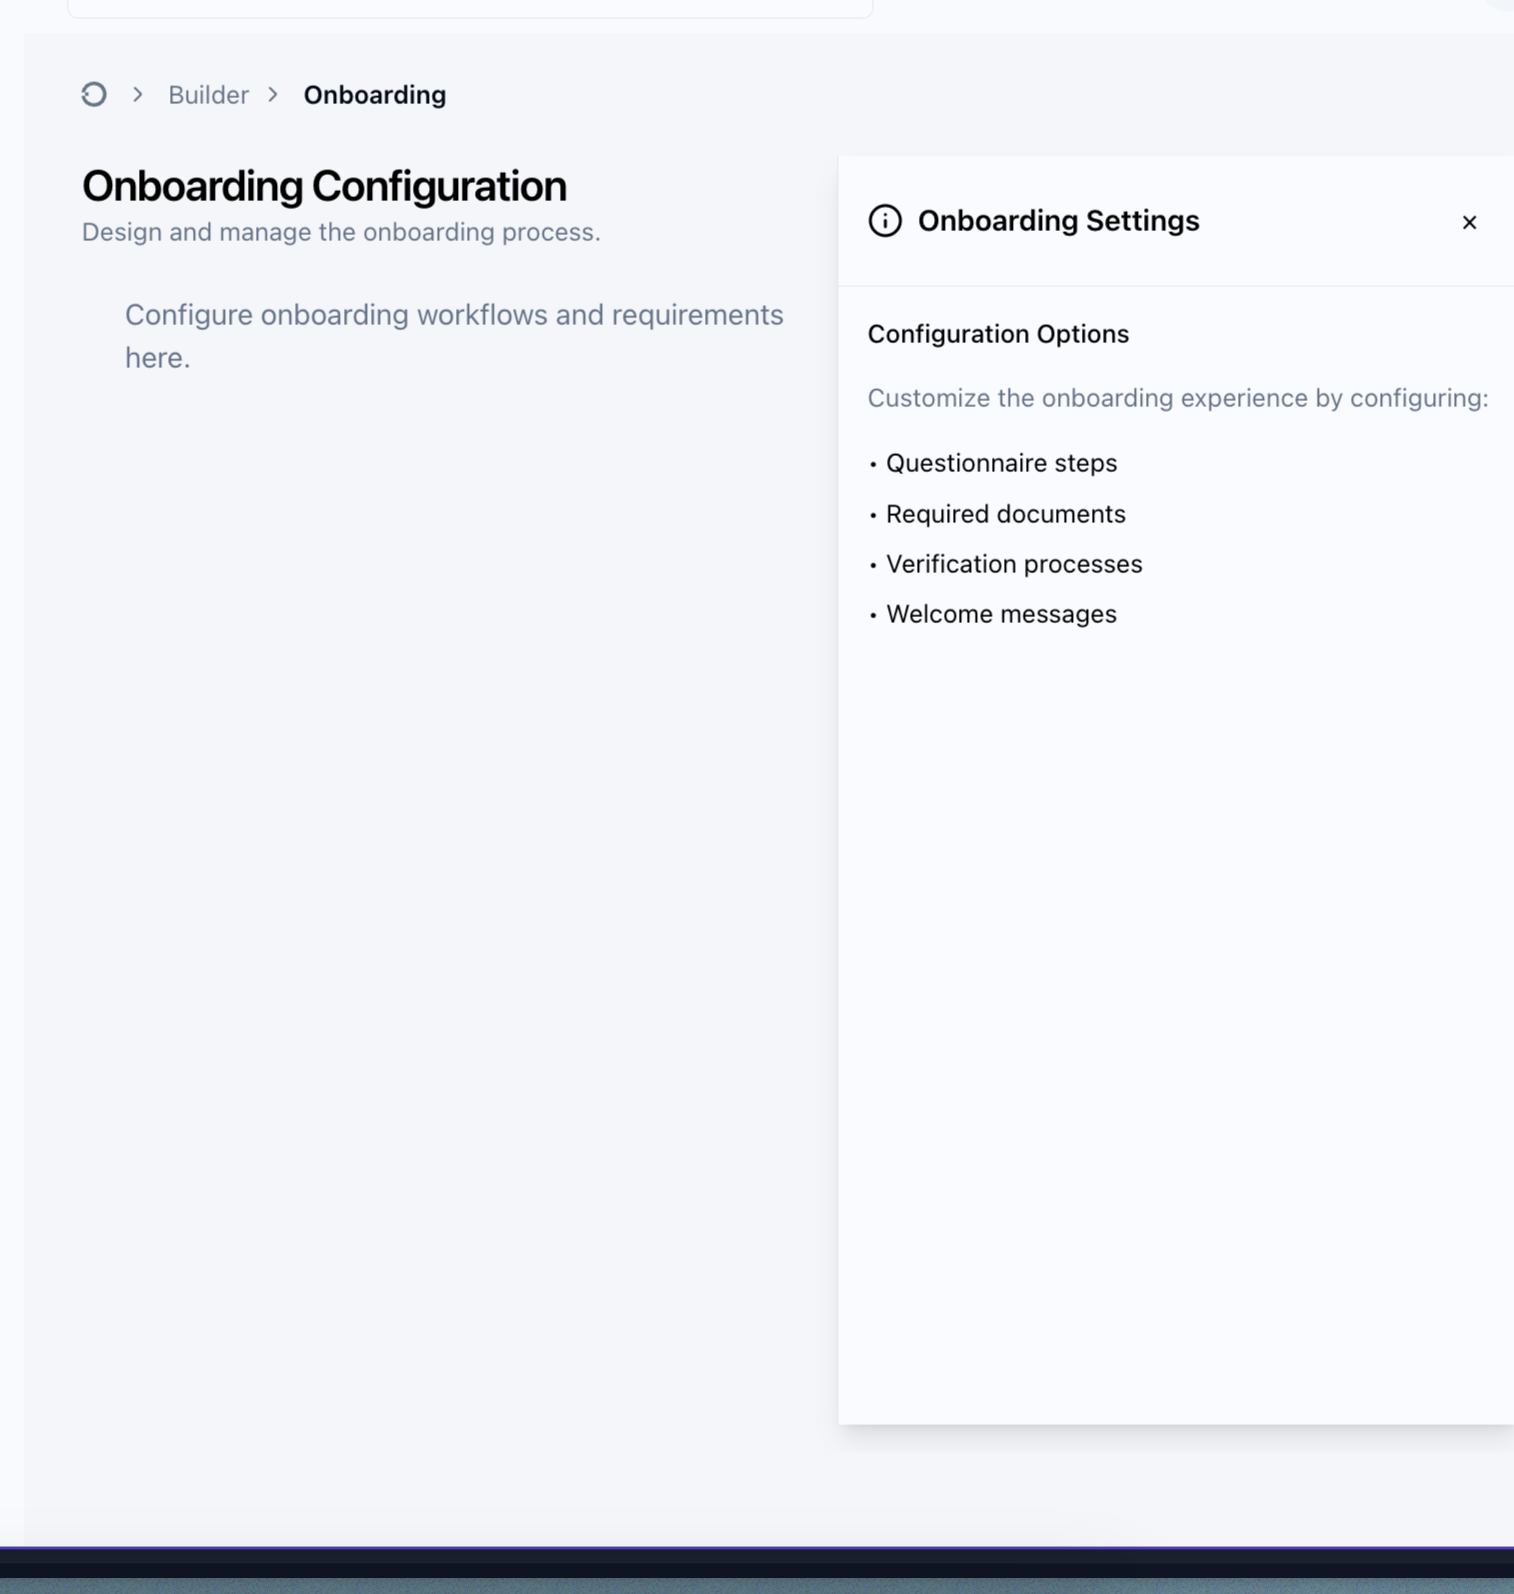 Builder
Onboarding
Onboarding Configuration
Design and manage the onboarding process.
Configure onboarding workflows and requirements
here.
Onboarding Settings
Configuration Options
Customize the onboarding experience by configuring:
• Questionnaire steps
• Required documents
• Verification processes
• Welcome messages